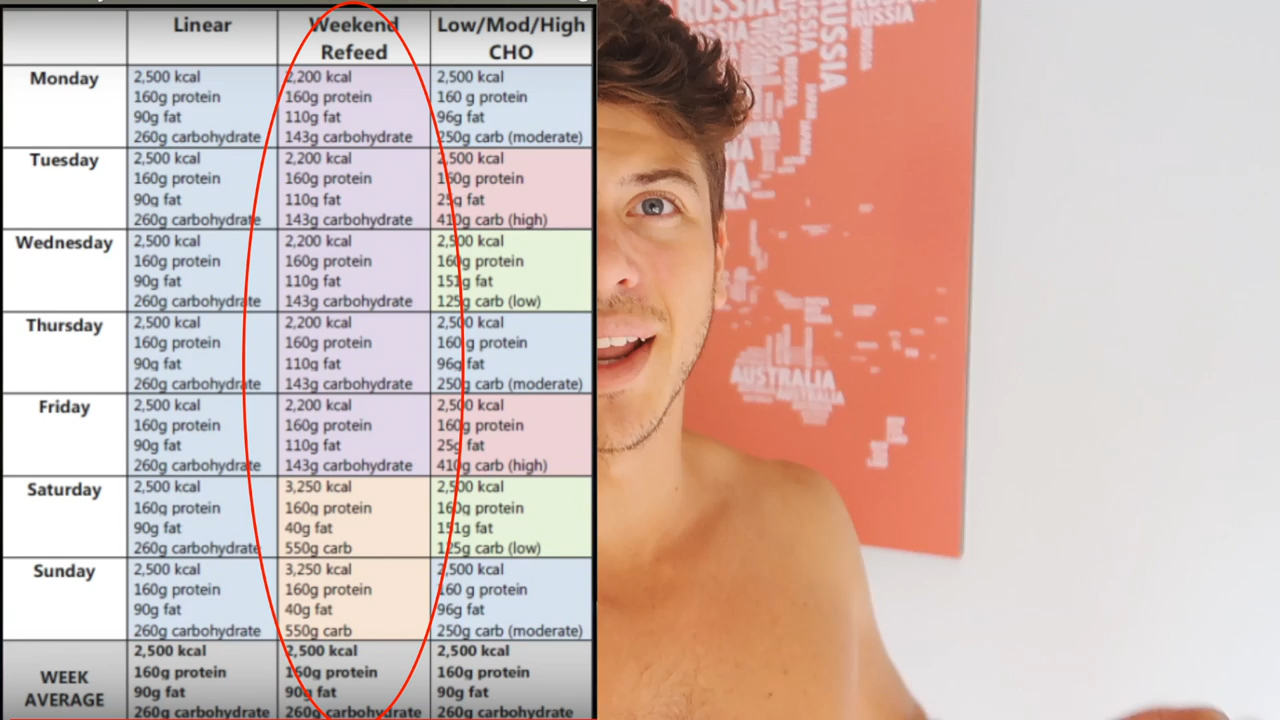 Linear
Weekend
Refeed
Low/Mod/High
CHO
Monday
2,500 kcal
160g protein
90g fat
260g carbohydrate
2,200 kcal
160g protein
110g fat
143g carbohydrate
2,500 kcal
160 g protein
96g fat
250g carb (moderate)
Tuesday
2,500 kcal
160g protein
90g fat
260g carbohydrate
2,200 kcal
160g protein
110g fat
143g carbohydrate
2,500 kcal
160g protein
25g fat
410g carb (high)
Wednesday
2,500 kcal
160g protein
90g fat
260g carbohydrate
2,200 kcal
160g protein
110g fat
143g carbohydrate
2,500 kcal
160g protein
151g fat
125g carb (low)
Thursday
2,500 kcal
160g protein
90g fat
260g carbohydrate
2,200 kcal
160g protein
110g fat
143g carbohydrate
2,500 kcal
160 g protein
96g fat
250g carb (moderate)
Friday
2,500 kcal
160g protein
90g fat
260g carbohydrate
2,200 kcal
160g protein
110g fat
143g carbohydrate
2,500 kcal
160g protein
25g fat
410g carb (high)
Saturday
2,500 kcal
160g protein
90g fat
260g carbohydrate
3,250 kcal
160g protein
40g fat
550g carb
2,500 kcal
160g protein
151g fat
125g carb (low)
Sunday
2,500 kcal
160g protein
90g fat
260g carbohydrate
3,250 kcal
160g protein
40g fat
550g carb
2,500 kcal
160 g protein
96g fat
250g carb (moderate)
WEEK
AVERAGE
2,500 kcal
160g protein
90g fat
260g carbohydrate
2,500 kcal
160g protein
90g fat
260g carbohydrate
2,500 kcal
160g protein
90g fat
260g carbohydrate
RUSSIA
RUSSIA
RUSSIA
RUSSIA
AUSTRALIA
AUSTRALIA